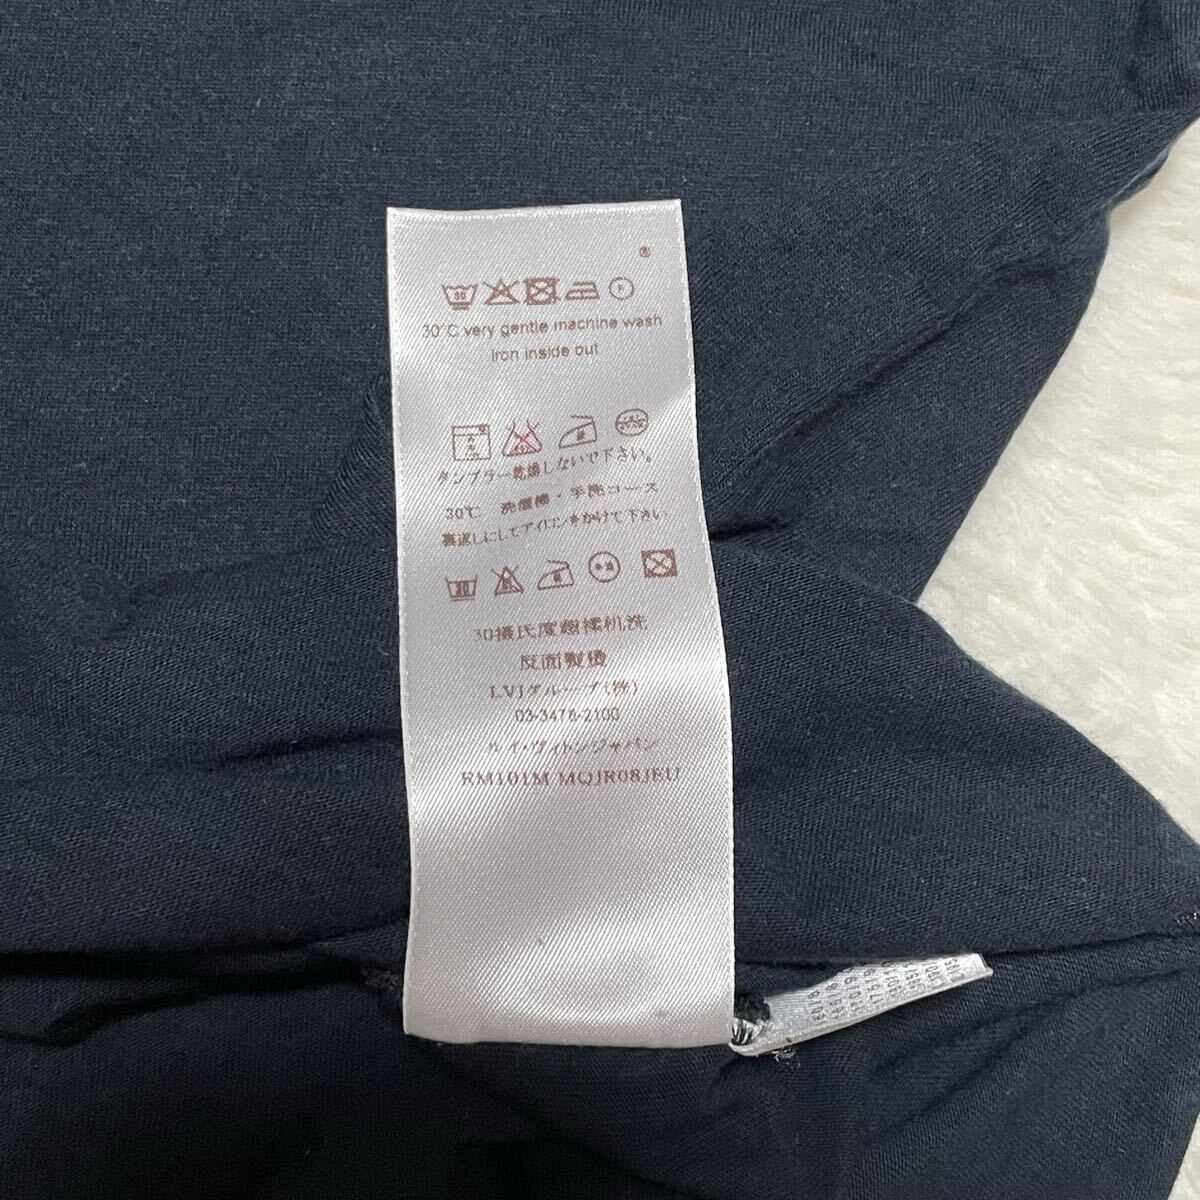 ®
30°C very gentle machine wash
iron inside out
タンブラー乾燥しないで下さい。
30℃ 洗濯機・手洗コース
裏返しにしてアイロンをかけて下さい
30
30攝氏度超揉机洗
反面製燙
LVJグループ(株)
03-3478-2100
ルイ・ヴィトンジャパン
RM101M MQJR08JEU